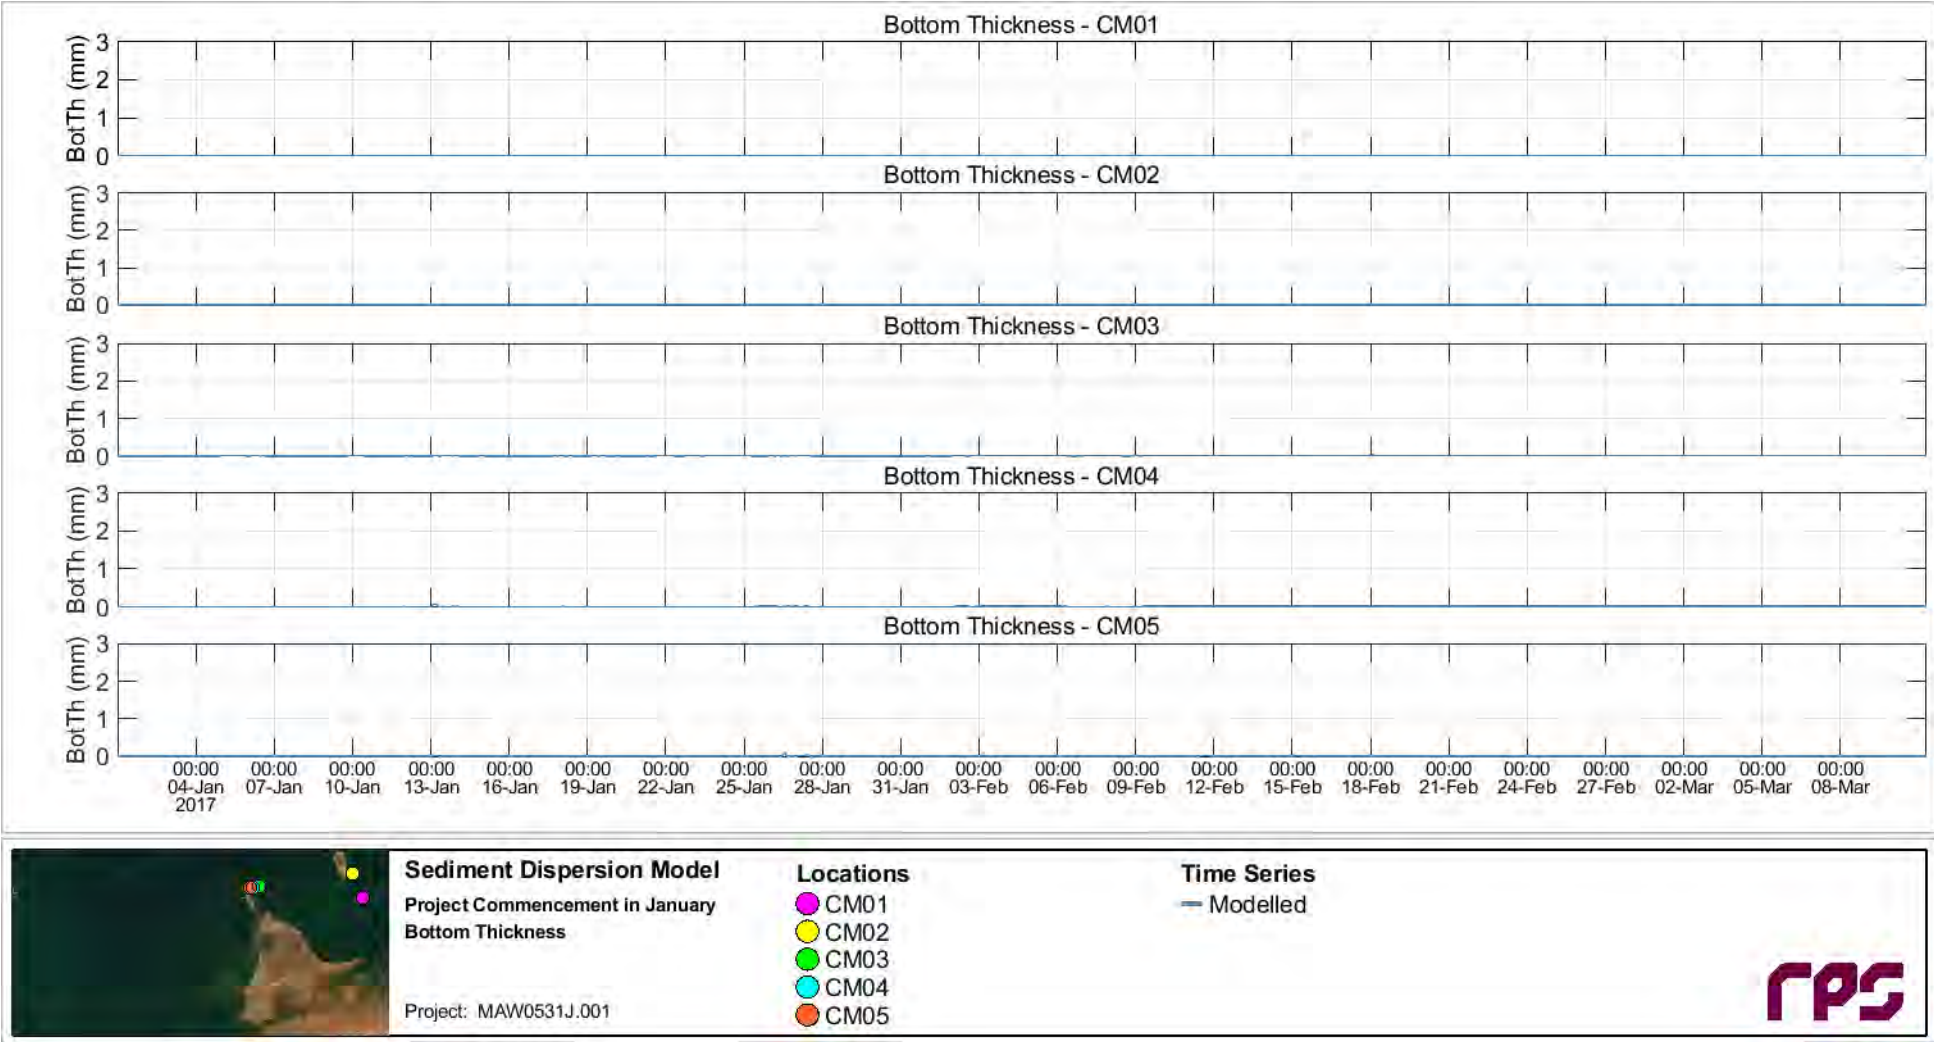 Bottom Thickness - CM01
BotTh (mm)
3
2
1
0
Bottom Thickness - CM02
BotTh (mm)
3
2
1
0
Bottom Thickness - CM03
BotTh (mm)
3
2
1
0
Bottom Thickness - CM04
BotTh (mm)
3
2
1
0
Bottom Thickness - CM05
BotTh (mm)
3
2
1
0
00:00 00:00 00:00 00:00 00:00 00:00 00:00 00:00 00:00 00:00 00:00 00:00 00:00 00:00 00:00 00:00 00:00 00:00 00:00 00:00 00:00 00:00
04-Jan 07-Jan 10-Jan 13-Jan 16-Jan 19-Jan 22-Jan 25-Jan 28-Jan 31-Jan 03-Feb 06-Feb 09-Feb 12-Feb 15-Feb 18-Feb 21-Feb 24-Feb 27-Feb 02-Mar 05-Mar 08-Mar
2017
Sediment Dispersion Model
Project Commencement in January
Bottom Thickness
Project: MAW0531J.001
Locations
CM01
CM02
CM03
CM04
CM05
Time Series
Modelled
rps